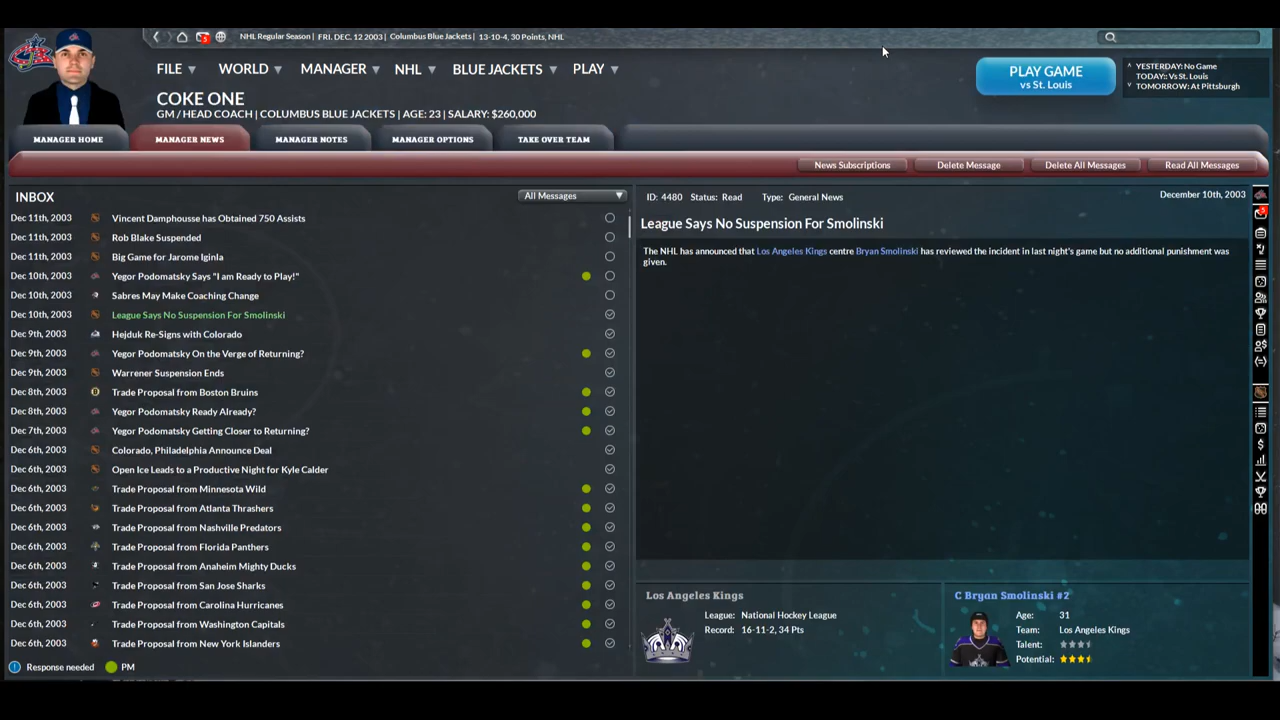 NHL Regular Season | FRI. DEC. 12 2003 | Columbus Blue Jackets | 13-10-4, 30 Points, NHL
FILE WORLD MANAGER NHL BLUE JACKETS PLAY
PLAY GAME
vs St. Louis
YESTERDAY: No Game
TODAY:: Vs St. Louis
TOMORROW: At Pittsburgh
COKE ONE
GM / HEAD COACH | COLUMBUS BLUE JACKETS | AGE: 23 | SALARY: $260,000
MANAGER HOME MANAGER NEWS MANAGER NOTES MANAGER OPTIONS TAKE OVER TEAM
News Subscriptions Delete Message Delete All Messages Read All Messages
INBOX All Messages
Dec 11th, 2003 Vincent Damphousse has Obtained 750 Assists
Dec 11th, 2003 Rob Blake Suspended
Dec 11th, 2003 Big Game for Jarome Iginla
Dec 10th, 2003 Yegor Podomatsky Says "I am Ready to Play!"
Dec 10th, 2003 Sabres May Make Coaching Change
Dec 10th, 2003 League Says No Suspension For Smolinski
Dec 9th, 2003 Hejduk Re-Signs with Colorado
Dec 9th, 2003 Yegor Podomatsky On the Verge of Returning?
Dec 9th, 2003 Warrener Suspension Ends
Dec 8th, 2003 Trade Proposal from Boston Bruins
Dec 8th, 2003 Yegor Podomatsky Ready Already?
Dec 7th, 2003 Yegor Podomatsky Getting Closer to Returning?
Dec 6th, 2003 Colorado, Philadelphia Announce Deal
Dec 6th, 2003 Open Ice Leads to a Productive Night for Kyle Calder
Dec 6th, 2003 Trade Proposal from Minnesota Wild
Dec 6th, 2003 Trade Proposal from Atlanta Thrashers
Dec 6th, 2003 Trade Proposal from Nashville Predators
Dec 6th, 2003 Trade Proposal from Florida Panthers
Dec 6th, 2003 Trade Proposal from Anaheim Mighty Ducks
Dec 6th, 2003 Trade Proposal from San Jose Sharks
Dec 6th, 2003 Trade Proposal from Carolina Hurricanes
Dec 6th, 2003 Trade Proposal from Washington Capitals
Dec 6th, 2003 Trade Proposal from New York Islanders
Response needed PM
ID: 4480 Status: Read Type: General News December 10th, 2003
League Says No Suspension For Smolinski
The NHL has announced that Los Angeles Kings centre Bryan Smolinski has reviewed the incident in last night's game but no additional punishment was
given.
Los Angeles Kings
League: National Hockey League
Record: 16-11-2, 34 Pts
C Bryan Smolinski #2
Age: 31
Team: Los Angeles Kings
Talent:
Potential: